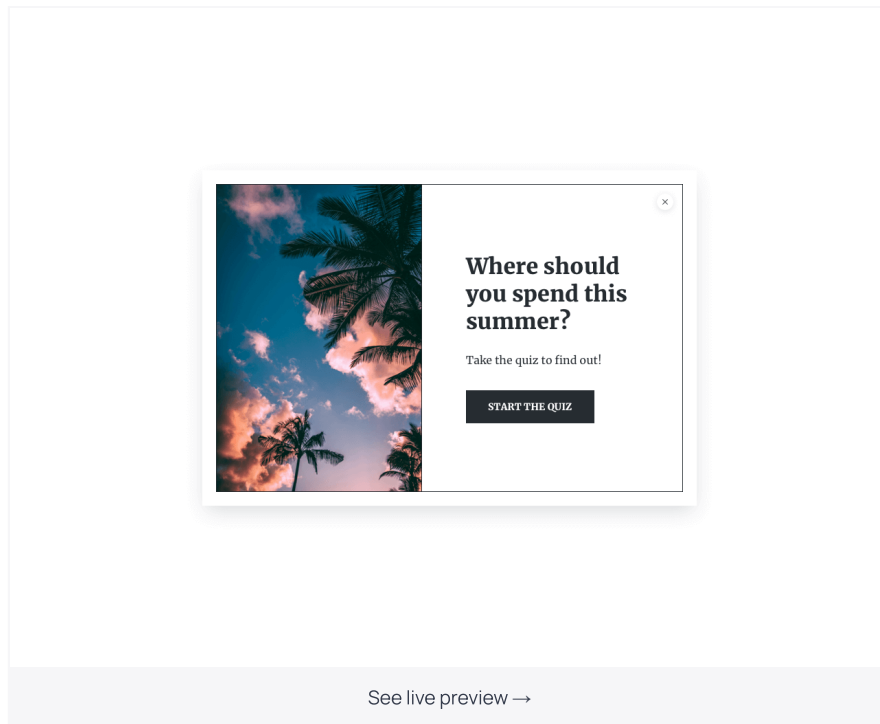 Where should
you spend this
summer?
Take the quiz to find out!
START THE QUIZ
See live preview →